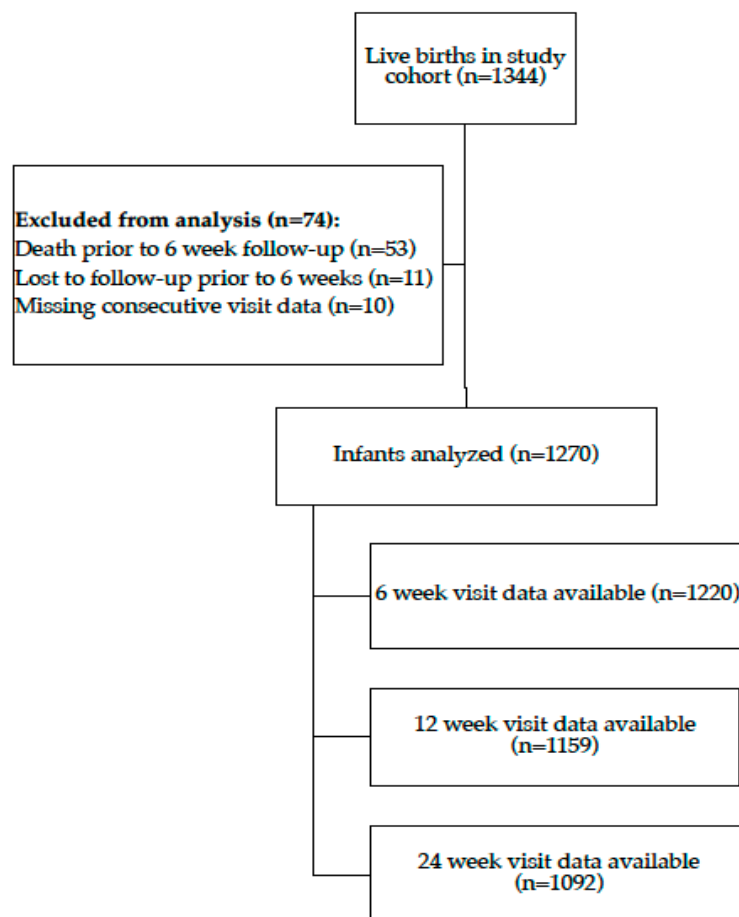 Live births in study
cohort (n=1344)
Excluded from analysis (n=74):
Death prior to 6 week follow-up (n=53)
Lost to follow-up prior to 6 weeks (n=11)
Missing consecutive visit data (n=10)
Infants analyzed (n=1270)
6 week visit data available (n=1220)
12 week visit data available
(n=1159)
24 week visit data available
(n=1092)